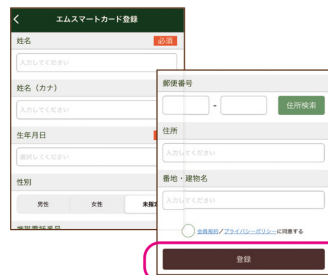 エムスマートカード登録
姓名
必須
入力してください
姓名（カナ）
入力してください
生年月日
選択してください
性別
男性
女性
未指定
郵便番号
-
住所検索
住所
入力してください
番地・建物名
入力してください
会員規約／プライバシーポリシーに同意する
登録